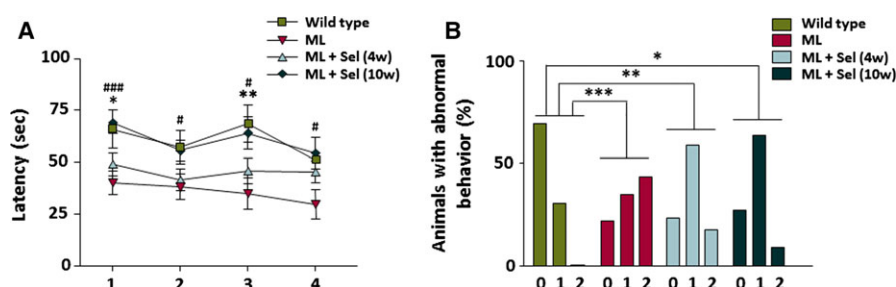 A
Wild type
ML
ML + Sel (4w)
ML + Sel (10w)
Latency (sec)
100
75
50
25
0
###
*
#
#
**
#
1 2 3 4
B
Wild type
ML
ML + Sel (4w)
ML + Sel (10w)
Animals with abnormal
behavior (%)
100
50
0
*
**
***
0 1 2 0 1 2 0 1 2 0 1 2